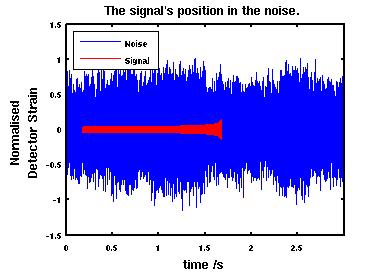 The signal's position in the noise.
1.5
1
0.5
0
-0.5
-1
-1.5
Noise
Signal
Normalised
Detector Strain
0 0.5 1 1.5 2 2.5
time /s